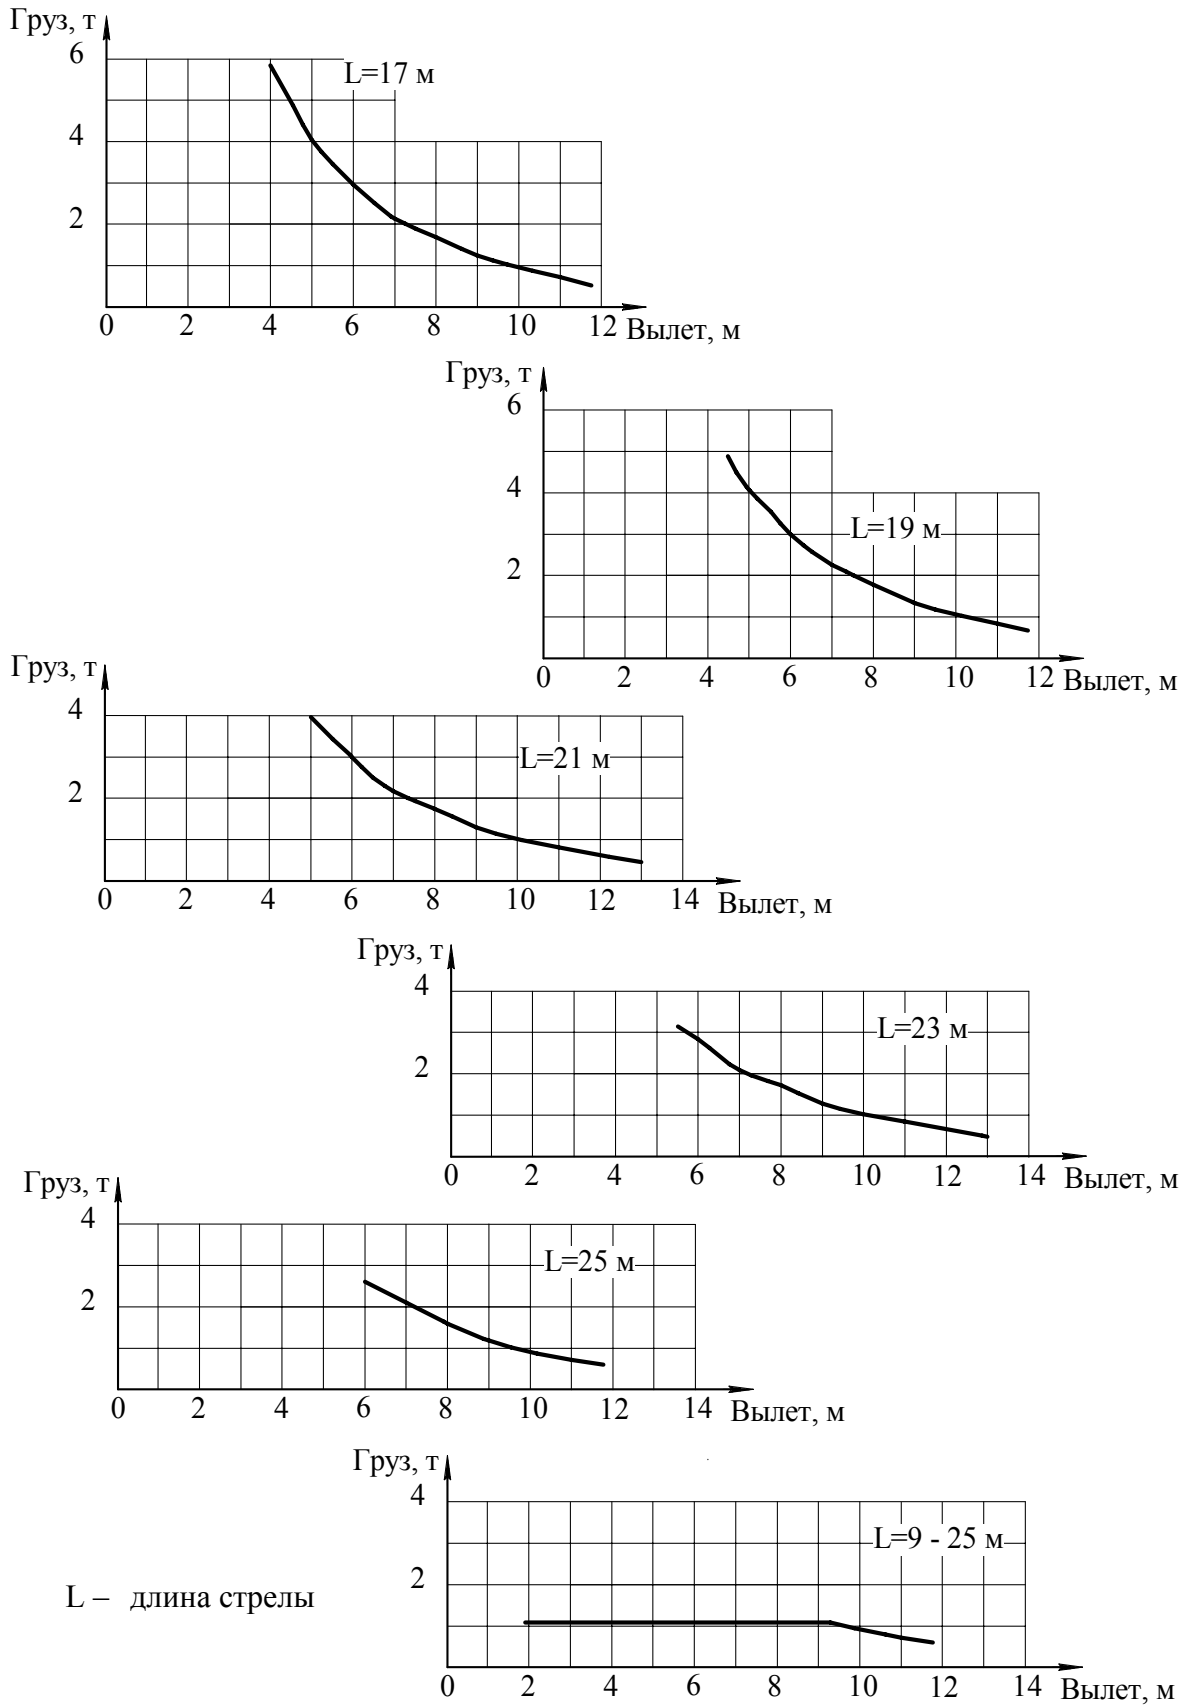 Груз, т
6
L=17 м
4
2
0 2 4 6 8 10 12 Вылет, м
Груз, т
6
4
L=19 м
2
0 2 4 6 8 10 12 Вылет, м
Груз, т
4
L=21 м
2
0 2 4 6 8 10 12 14 Вылет, м
Груз, т
4
L=23 м
2
0 2 4 6 8 10 12 14 Вылет, м
Груз, т
4
L=25 м
2
0 2 4 6 8 10 12 14 Вылет, м
Груз, т
4
L=9 - 25 м
2
L – длина стрелы
0 2 4 6 8 10 12 14 Вылет, м